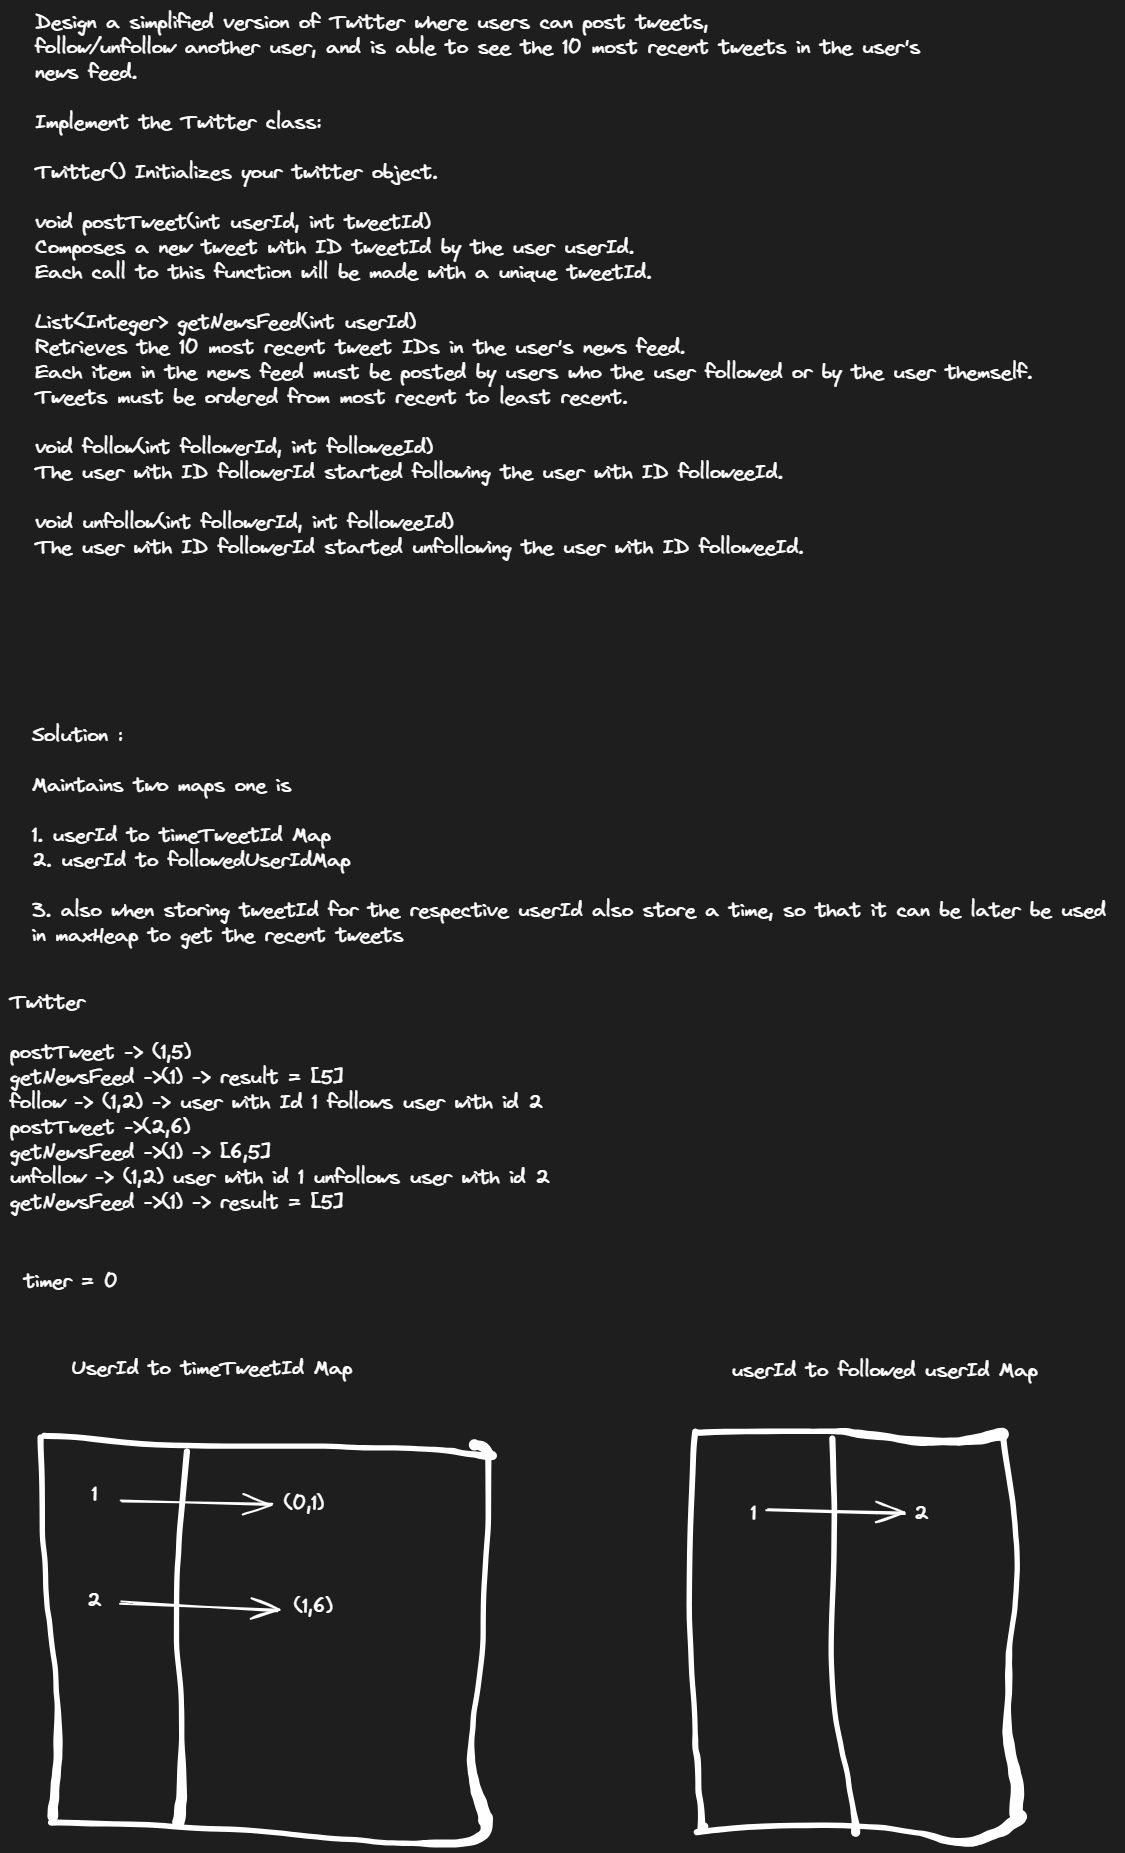 Design a simplified version of Twitter where users can post tweets,
follow/unfollow another user, and is able to see the 10 most recent tweets in the user's
news feed.
Implement the Twitter class:
Twitter() Initializes your twitter object.
void postTweet(int userId, int tweetId)
Composes a new tweet with ID tweetId by the user userId.
Each call to this function will be made with a unique tweetId.
List<Integer> getNewsFeed(int userId)
Retrieves the 10 most recent tweet IDs in the user's news feed.
Each item in the news feed must be posted by users who the user followed or by the user themself.
Tweets must be ordered from most recent to least recent.
void follow(int followerId, int followeeId)
The user with ID followerId started following the user with ID followeeId.
void unfollow(int followerId, int followeeId)
The user with ID followerId started unfollowing the user with ID followeeId.
Solution :
Maintains two maps one is
1. userId to timeTweetId Map
2. userId to followedUserIdMap
3. also when storing tweetId for the respective userId also store a time, so that it can be later be used
in maxHeap to get the recent tweets
Twitter
postTweet -> (1,5)
getNewsFeed ->(1) -> result = [5]
follow -> (1,2) -> user with Id 1 follows user with id 2
postTweet ->(2,6)
getNewsFeed ->(1) -> [6,5]
unfollow -> (1,2) user with id 1 unfollows user with id 2
getNewsFeed ->(1) -> result = [5]
timer = 0
UserId to timeTweetId Map
userId to followed userId Map
1 (0,1)
1 2
2 (1,6)